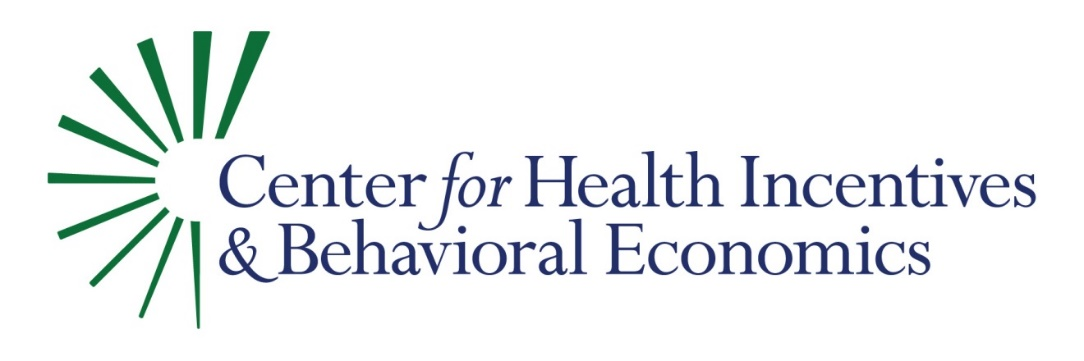 Center for Health Incentives
& Behavioral Economics